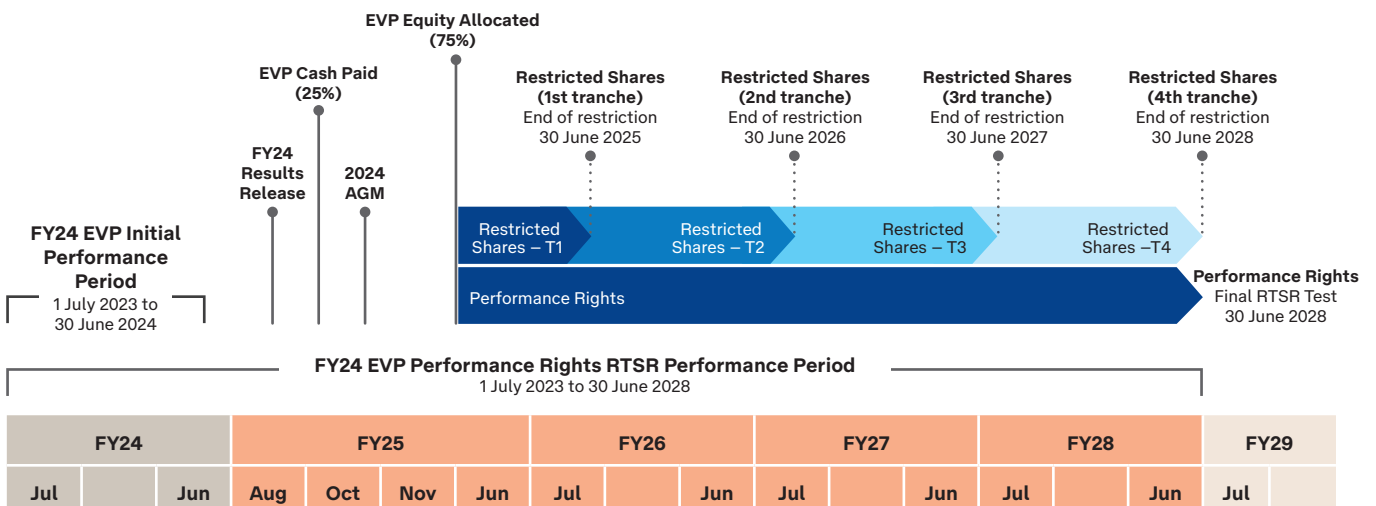 EVP Equity Allocated
(75%)
EVP Cash Paid
(25%)
FY24
Results
Release
2024
AGM
Restricted Shares
(1st tranche)
End of restriction
30 June 2025
Restricted Shares
(2nd tranche)
End of restriction
30 June 2026
Restricted Shares
(3rd tranche)
End of restriction
30 June 2027
Restricted Shares
(4th tranche)
End of restriction
30 June 2028
FY24 EVP Initial
Performance
Period
1 July 2023 to
30 June 2024
Restricted
Shares – T1
Restricted
Shares – T2
Restricted
Shares – T3
Restricted
Shares –T4
Performance Rights
Performance Rights
Final RTSR Test
30 June 2028
FY24 EVP Performance Rights RTSR Performance Period
1 July 2023 to 30 June 2028
FY24 FY25 FY26 FY27 FY28 FY29
Jul Jun Aug Oct Nov Jun Jul Jun Jul Jun Jul Jun Jul